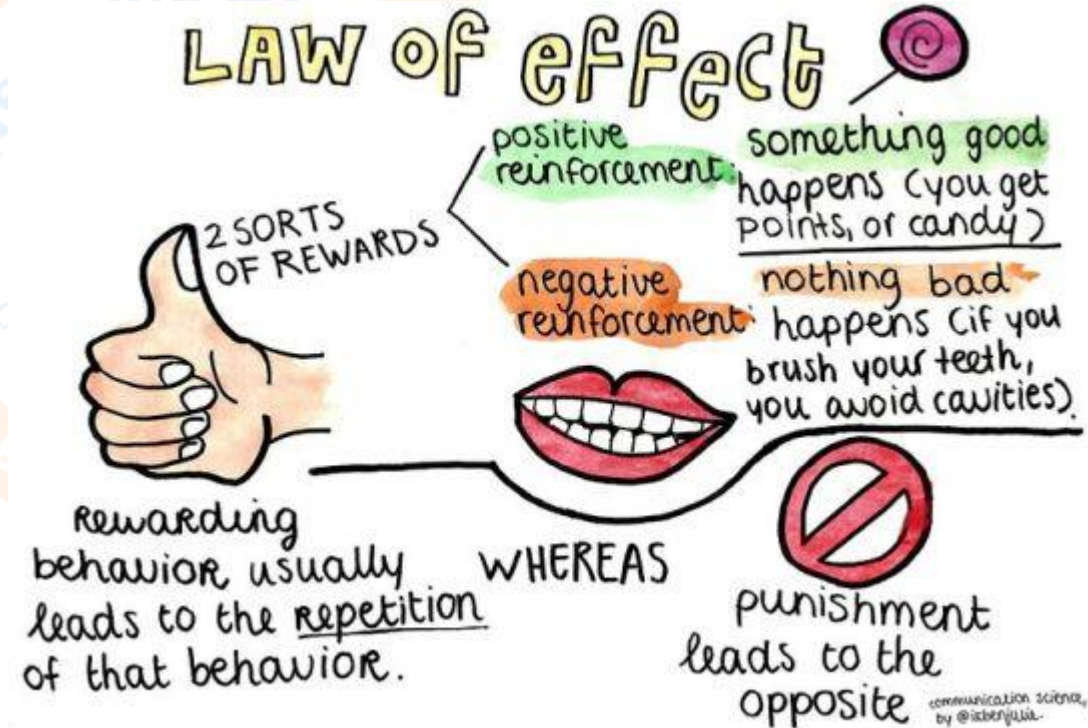 LAW OF effect
2 SORTS
OF REWARDS
positive
reinforcement:
something good
happens (you get
points, or candy)
negative
reinforcement:
nothing bad
happens (if you
brush your teeth,
you avoid cavities).
Rewarding
behavior usually
leads to the repetition
of that behavior.
WHEREAS
punishment
leads to the
opposite
communication science,
by @isbenjulie.